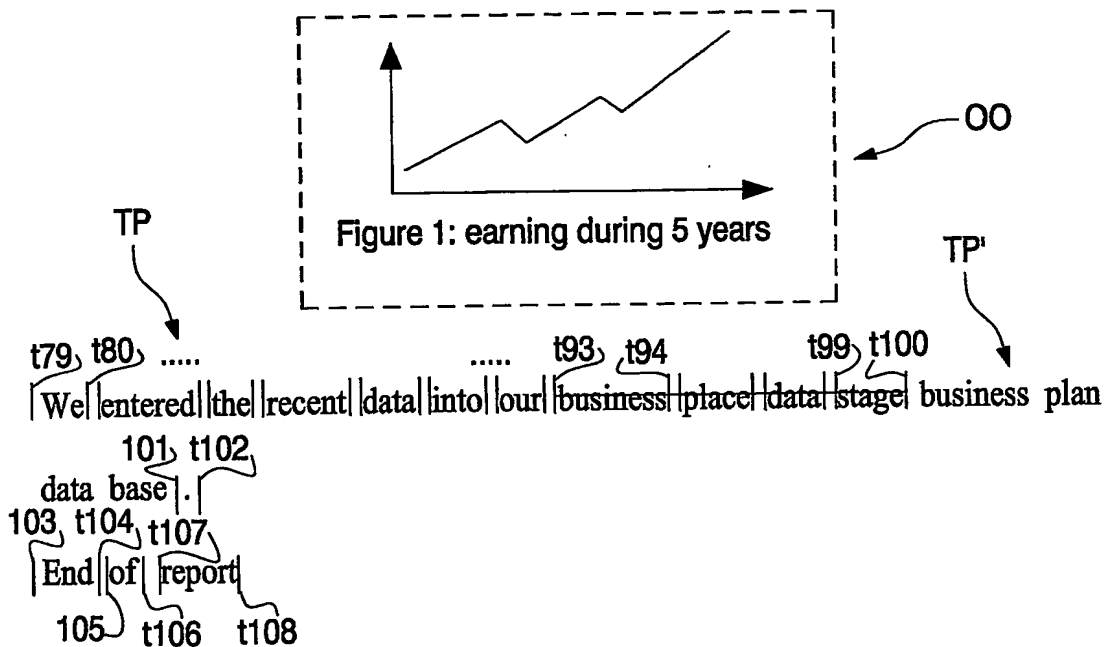 OO
Figure 1: earning during 5 years
TP
TP'
t79 t80 ..... ..... t93 t94 t99 t100
We entered the recent data into our business place data stage business plan
101 t102
data base .
103 t104 t107
End of report
105 t106 t108